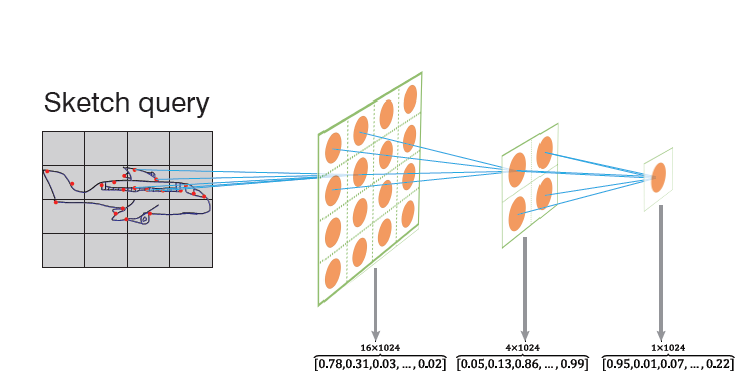 Sketch query
16×1024
4×1024
1×1024
[0.78,0.31,0.03, ... , 0.02]
[0.05,0.13,0.86, ... , 0.99]
[0.95,0.01,0.07, ... , 0.22]